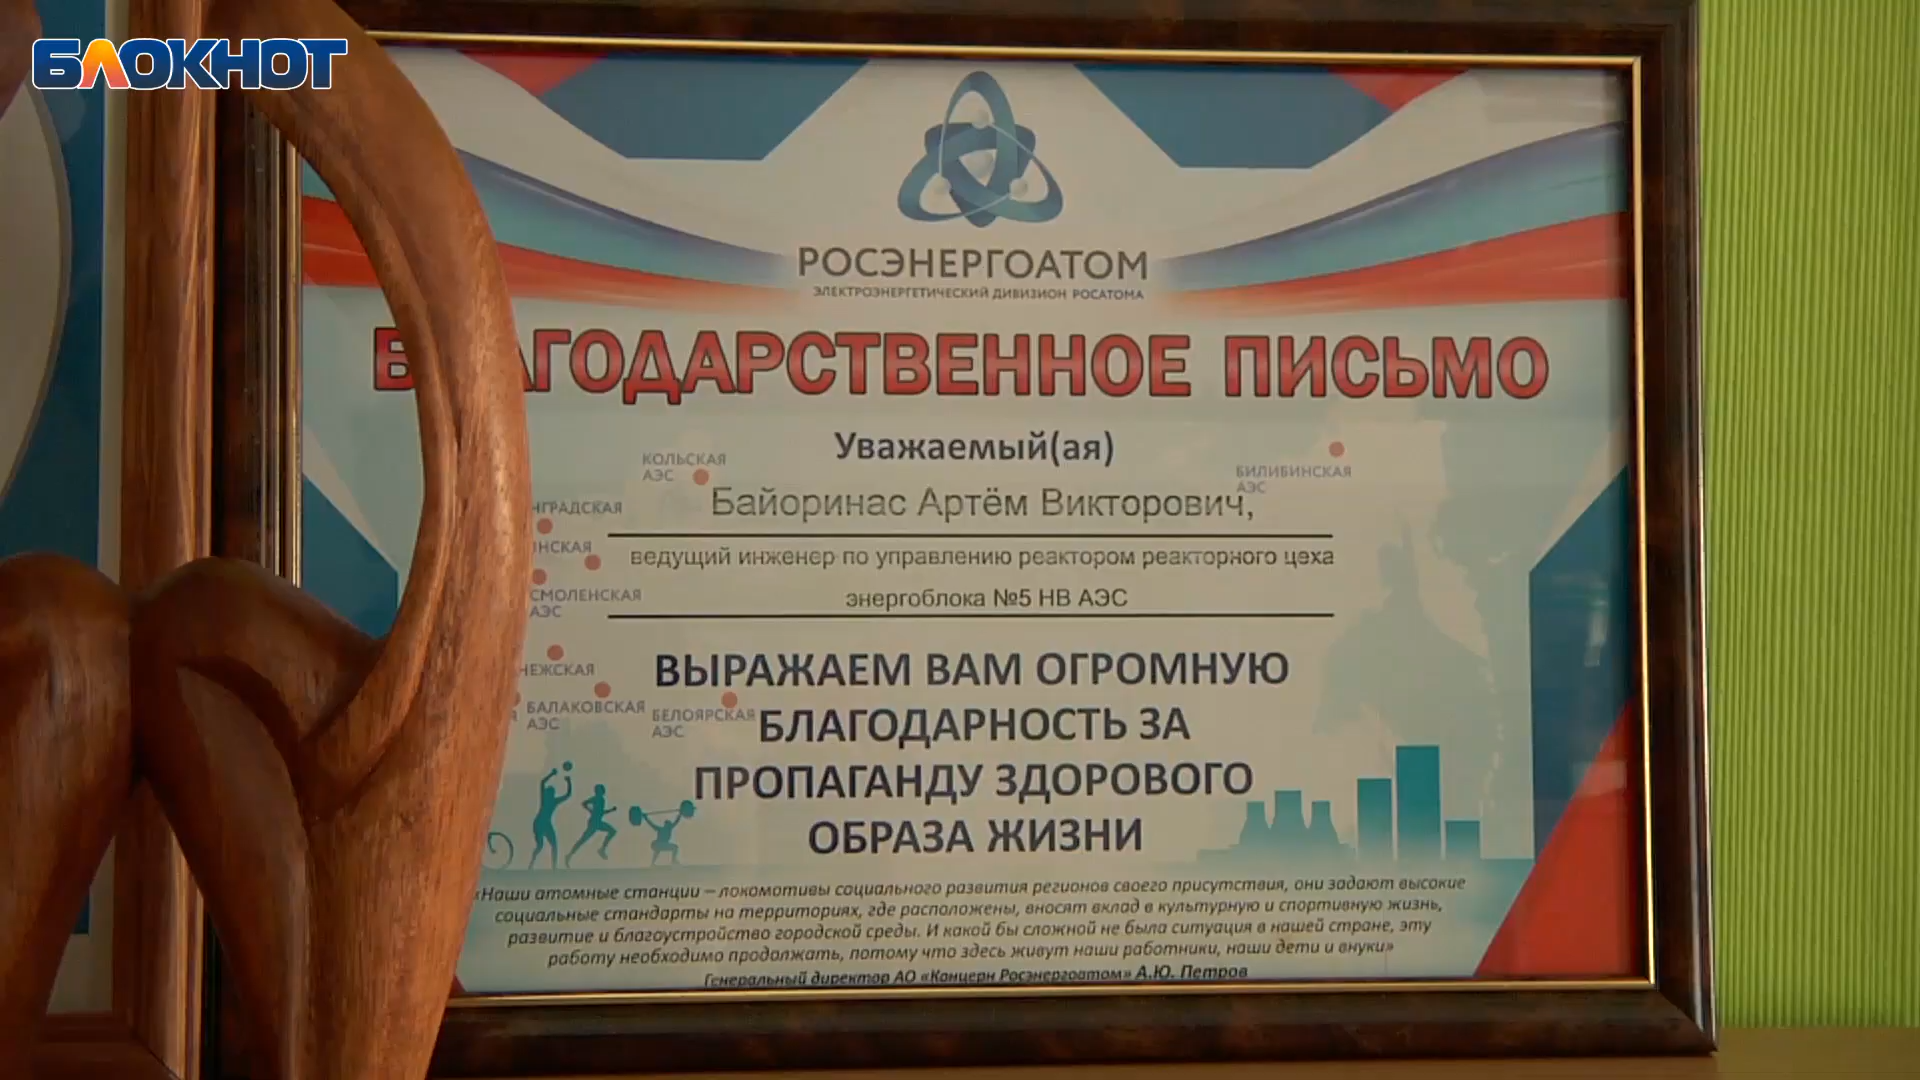 БЛОКНОТ
РОСЭНЕРГОАТОМ
ЭЛЕКТРОЭНЕРГЕТИЧЕСКИЙ ДИВИЗИОН РОСАТОМА
ПИСЬМО
Уважаемый(ая)
КОЛЬСКАЯ
АЭС
БИЛИБИНСКАЯ
АЭС
Байоринас Артём Викторович,
ведущий инженер по управлению реактором реакторного цеха
энергоблока №5 НВ АЭС
СМОЛЕНСКАЯ
АЭС
ВЫРАЖАЕМ ВАМ ОГРОМНУЮ
БАЛАКОВСКАЯ
АЭС
БЕЛОЯРСКАЯ
АЭС
БЛАГОДАРНОСТЬ ЗА
ПРОПАГАНДУ ЗДОРОВОГО
ОБРАЗА ЖИЗНИ
«Наши атомные станции – локомотивы социального развития регионов своего присутствия, они задают высокие
социальные стандарты на территориях, где расположены, вносят вклад в культурную и спортивную жизнь,
развитие и благоустройство городской среды. И какой бы сложной не была ситуация в нашей стране, эту
работу необходимо продолжать, потому что здесь живут наши работники, наши дети и внуки»
Генеральный директор АО «Концерн Росэнергоатом» А.Ю. Петров